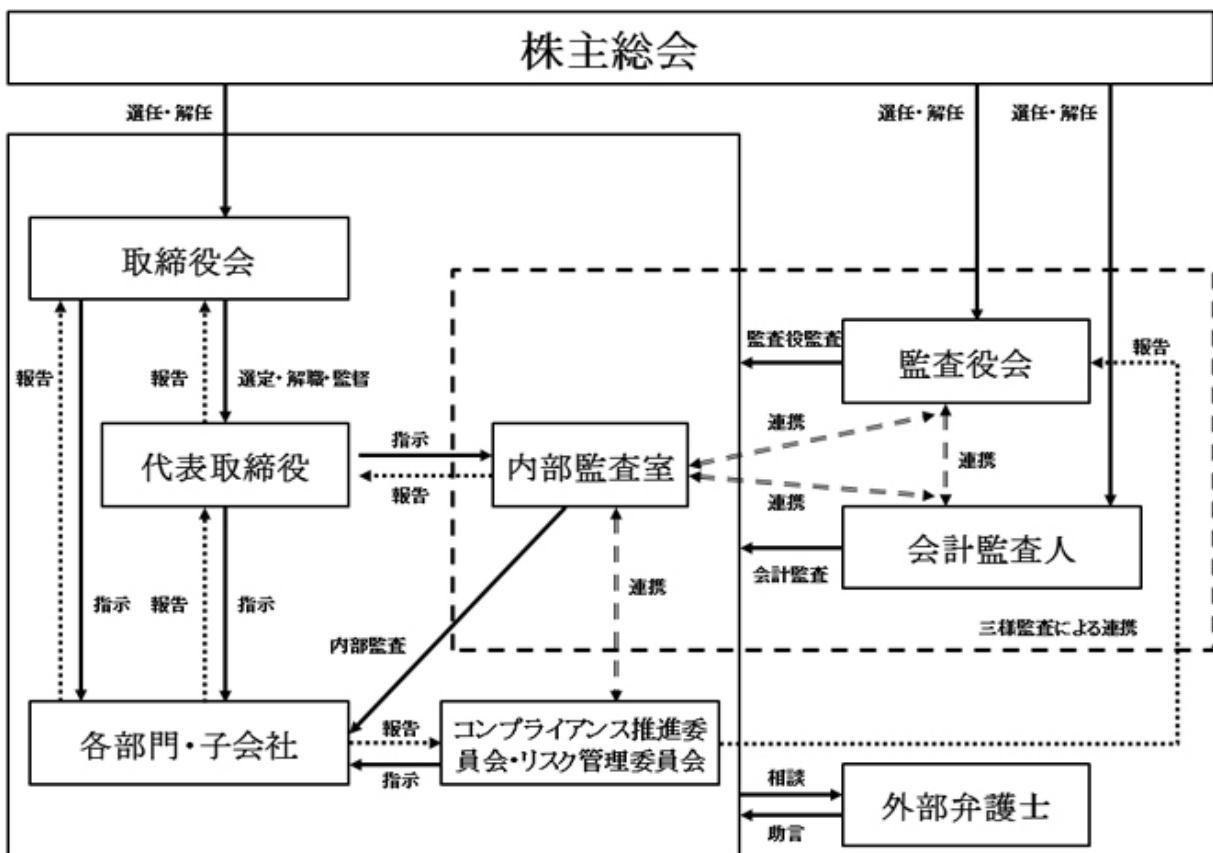 株主総会
選任・解任
選任・解任
選任・解任
取締役会
監査役監査
監査役会
報告
報告
報告
選定・解職・監督
連携
代表取締役
指示
報告
内部監査室
連携
連携
会計監査人
会計監査
連携
三様監査による連携
指示
報告
指示
内部監査
各部門・子会社
報告
指示
コンプライアンス推進委
員会・リスク管理委員会
相談
助言
外部弁護士